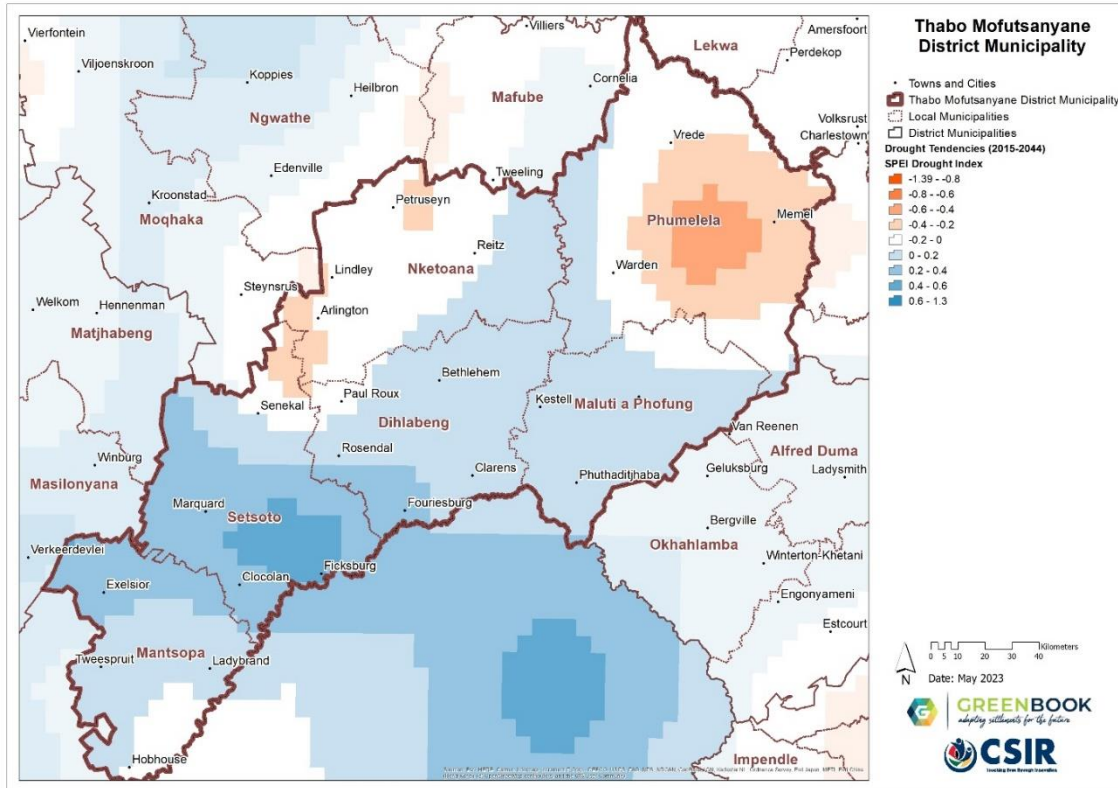 Thabo Mofutsanyane
District Municipality
Towns and Cities
Thabo Mofutsanyane District Municipality
Local Municipalities
District Municipalities
Drought Tendencies (2015-2044)
SPEI Drought Index
-1.39 - -0.8
-0.8 - -0.6
-0.6 - -0.4
-0.4 - -0.2
-0.2 - 0
0 - 0.2
0.2 - 0.4
0.4 - 0.6
0.6 - 1.3
Vierfontein
Viljoenskroon
Koppies
Heilbron
Ngwathe
Villiers
Mafube
Cornelia
Lekwa
Amersfoort
Perdekop
Volksrust
Charlestown
Vrede
Edenville
Tweeling
Kroonstad
Petruseyn
Moqhaka
Phumelela
Memel
Reitz
Nketoana
Warden
Lindley
Steynsrus
Welkom
Hennenman
Arlington
Matjhabeng
Bethlehem
Paul Roux
Senekal
Kestell
Maluti a Phofung
Dihlabeng
Van Reenen
Rosendal
Alfred Duma
Winburg
Clarens
Phuthaditjhaba
Geluksburg
Ladysmith
Masilonyana
Marquard
Setsoto
Fouriesburg
Bergville
Okhahlamba
Verkeerdevlei
Winterton-Khetani
Ficksburg
Exelsior
Clocolan
Engonyameni
Estcourt
Mantsopa
Tweespruit
Ladybrand
Hobhouse
Impendle
Kilometers
0 5 10 20 30 40
N
Date: May 2023
G
GREENBOOK
adapting settlements for the future
CSIR
Touching lives through innovation